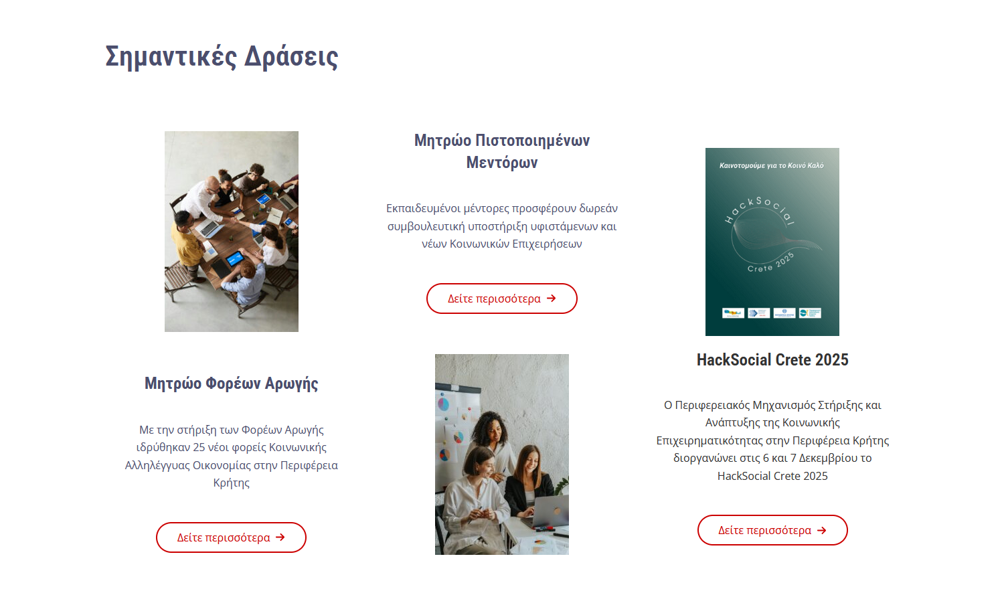 Σημαντικές Δράσεις
Μητρώο Φορέων Αρωγής
Με την στήριξη των Φορέων Αρωγής
ιδρύθηκαν 25 νέοι φορείς Κοινωνικής
Αλληλέγγυας Οικονομίας στην Περιφέρεια
Κρήτης
Δείτε περισσότερα
Μητρώο Πιστοποιημένων
Μεντόρων
Εκπαιδευμένοι μέντορες προσφέρουν δωρεάν
συμβουλευτική υποστήριξη υφιστάμενων και
νέων Κοινωνικών Επιχειρήσεων
Δείτε περισσότερα
Καινοτομούμε για το Κοινό Καλό
HackSocial
Crete 2025
HackSocial Crete 2025
Ο Περιφερειακός Μηχανισμός Στήριξης και
Ανάπτυξης της Κοινωνικής
Επιχειρηματικότητας στην Περιφέρεια Κρήτης
διοργανώνει στις 6 και 7 Δεκεμβρίου το
HackSocial Crete 2025
Δείτε περισσότερα